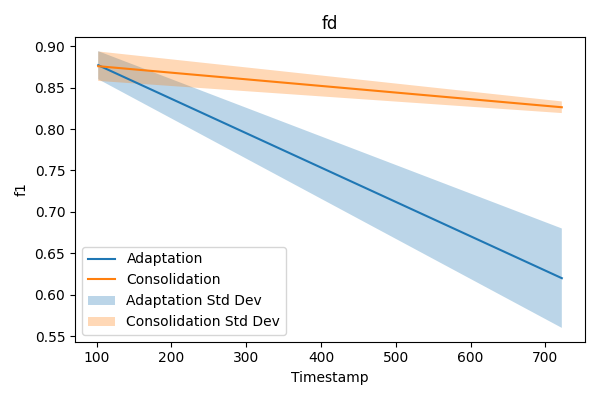 fd
0.90
0.85
0.80
0.75
0.70
0.65
0.60
0.55
f1
Adaptation
Consolidation
Adaptation Std Dev
Consolidation Std Dev
100 200 300 400 500 600 700
Timestamp